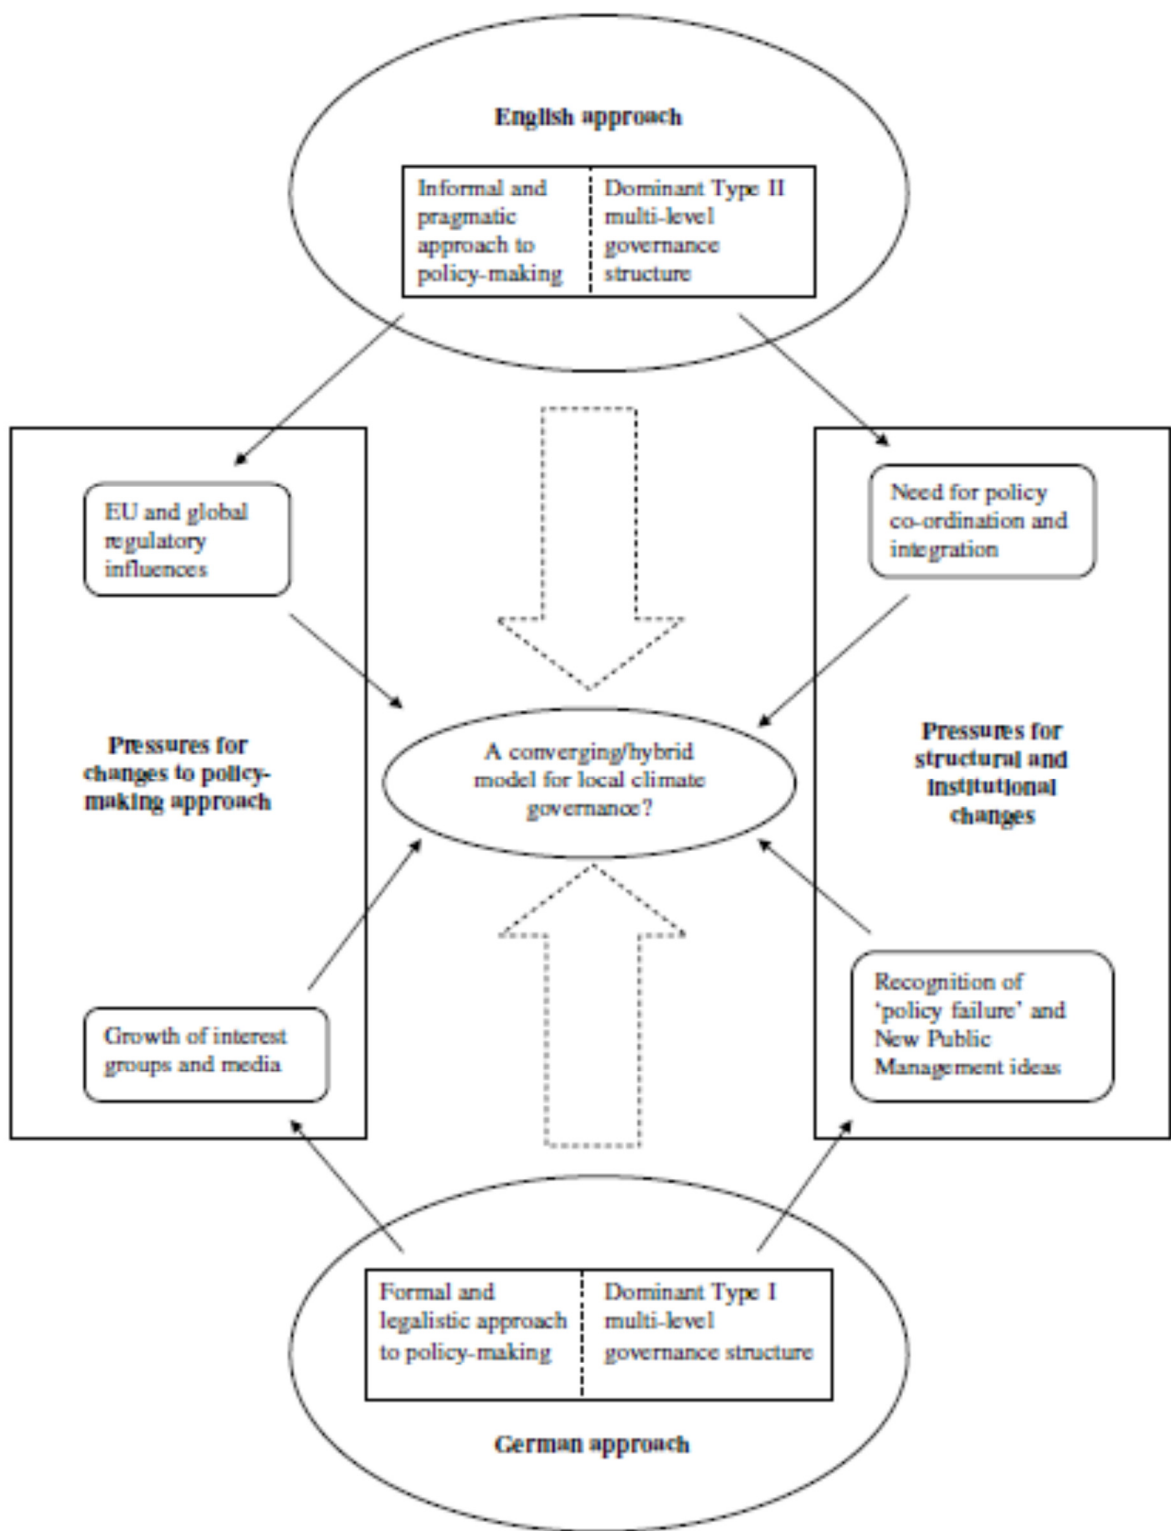 English approach
Informal and
pragmatic
approach to
policy-making
Dominant Type II
multi-level
governance
structure
EU and global
regulatory
influences
Need for policy
co-ordination and
integration
Pressures for
changes to policy-
making approach
A converging/hybrid
model for local climate
governance?
Pressures for
structural and
institutional
changes
Growth of interest
groups and media
Recognition of
‘policy failure’ and
New Public
Management ideas
Formal and
legalistic approach
to policy-making
Dominant Type I
multi-level
governance structure
German approach